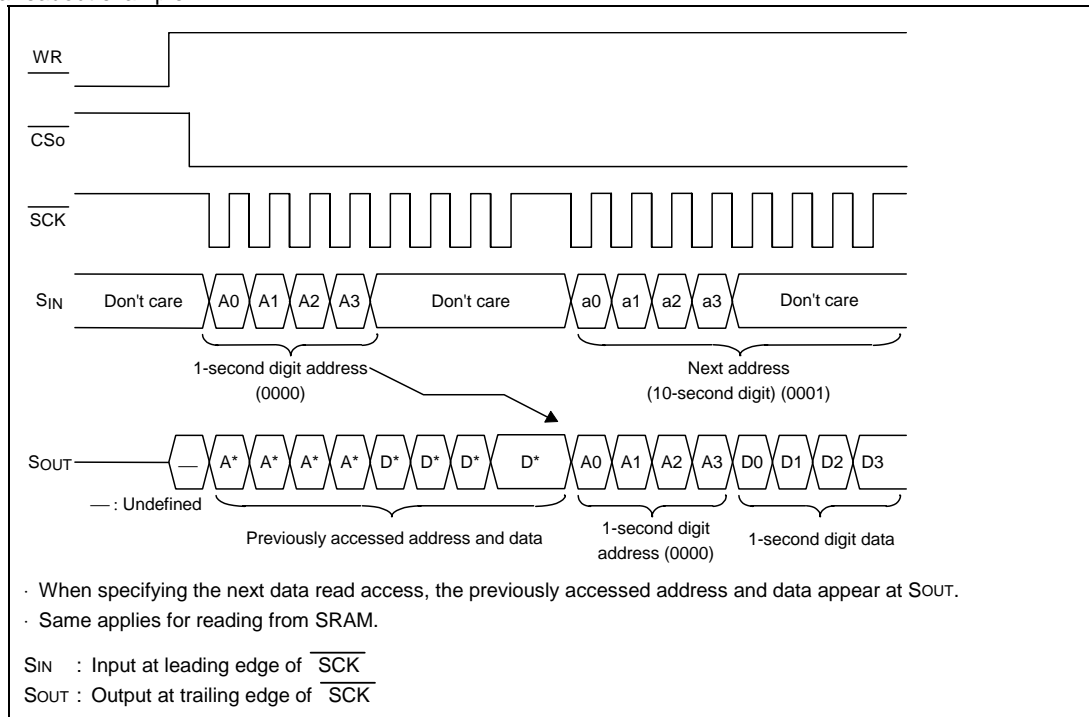 WR
CSo
SCK
SIN Don't care A0 A1 A2 A3 Don't care a0 a1 a2 a3 Don't care
1-second digit address
(0000)
Next address
(10-second digit) (0001)
SOUT — A* A* A* A* D* D* D* D* A0 A1 A2 A3 D0 D1 D2 D3
— : Undefined
Previously accessed address and data
1-second digit
address (0000)
1-second digit data
· When specifying the next data read access, the previously accessed address and data appear at SOUT.
· Same applies for reading from SRAM.
SIN : Input at leading edge of SCK
SOUT : Output at trailing edge of SCK